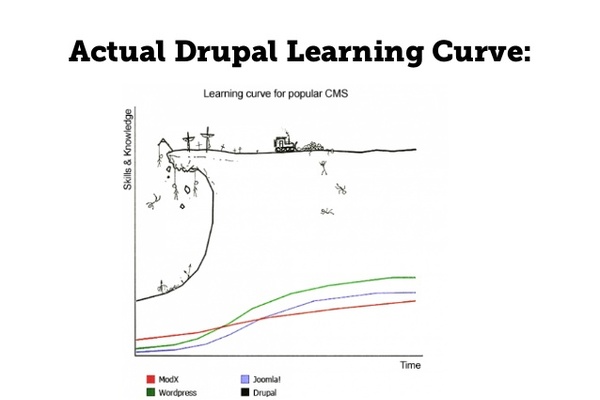 Actual Drupal Learning Curve:
Learning curve for popular CMS
Skills & Knowledge
Time
ModX
Joomla!
Wordpress
Drupal